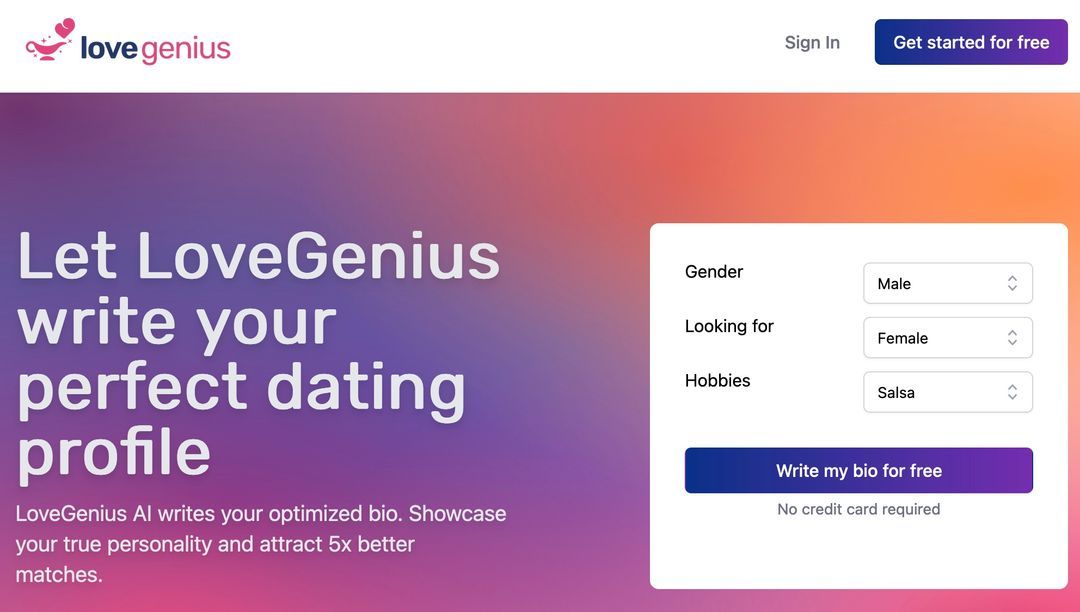 love genius
Sign In
Get started for free
Let LoveGenius
write your
perfect dating
profile
LoveGenius AI writes your optimized bio. Showcase
your true personality and attract 5x better
matches.
Gender
Male
Looking for
Female
Hobbies
Salsa
Write my bio for free
No credit card required